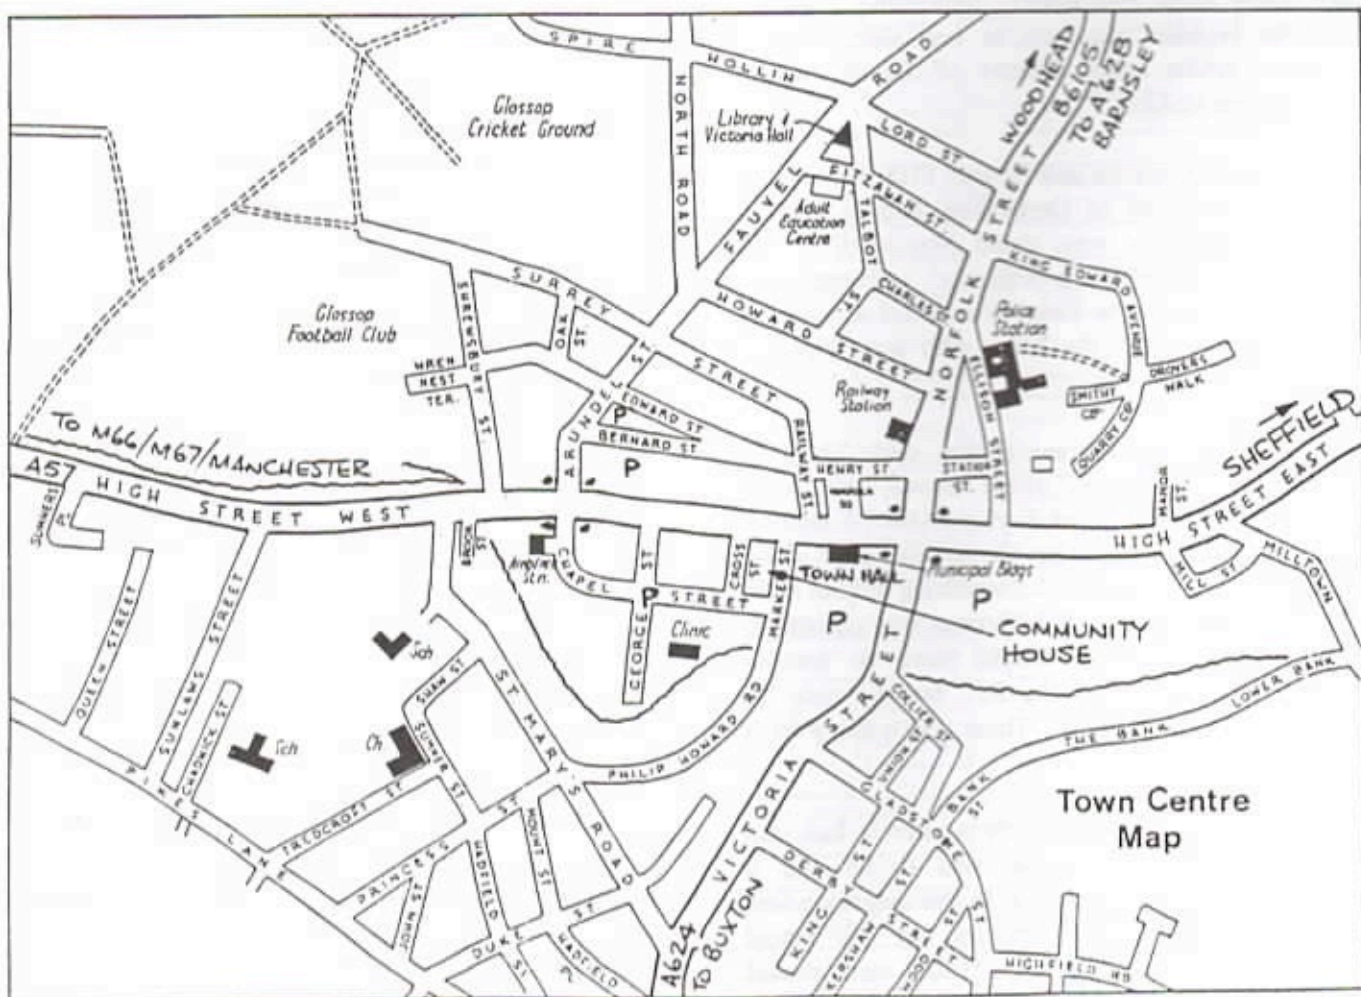 SPIRE
HOLLIN
ROAD
NORTH ROAD
Glossop
Cricket Ground
Library &
Victoria Hall
LORD ST.
WOODHEAD
B6105
TO A628
BARNSLEY
FAUVEL
FITZALAN ST.
Adult
Education
Centre
TALBOT
ST.
CHARLES
NORFOLK
STREET
KING EDWARD
AVENUE
Police
Station
DROVERS
WALK
SMITHY
QUARRY
SURREY
STREET
HOWARD
STREET
Glossop
Football Club
SHREWSBURY
ST.
OAK
ST.
WREN
NEST
TER.
ARUNDEL
ST
EDWARD ST
P
BERNARD ST
P
Railway
Station
ELLISON STREET
RAILWAY ST.
HENRY ST.
STATION
ST.
TO M66/M67/MANCHESTER
A57
HIGH STREET WEST
SUMMERS
PL
MANOR
ST.
SHEFFIELD
HIGH STREET EAST
MILL ST
MILLTOWN
BROOK
ST
Stn.
CHAPEL
STREET
GEORGE
ST
CROSS
ST
MARKET ST
TOWN HALL
Municipal Bldgs
P
P
P
COMMUNITY
HOUSE
Clinic
QUEEN STREET
SUNLAWS STREET
CHADWICK ST
Sch
Sch
Ch
SHAW ST
SUMMER ST
ST MARY'S ROAD
PHILIP HOWARD RD
VICTORIA STREET
COLLIER ST
UNION ST
GLADSTONE
ST
BANK
ST
THE BANK
LOWER BANK
Town Centre
Map
PIKES LANE
TREDCROFT ST
PRINCESS
ST
JOHN ST
HADFIELD
ST
MOUNT ST
DUKE ST
HADFIELD
PL
A624
TO BUXTON
DERBY
STREET
KING
ST
KERSHAW
ST
WOOD
ST
HIGHFIELD RD